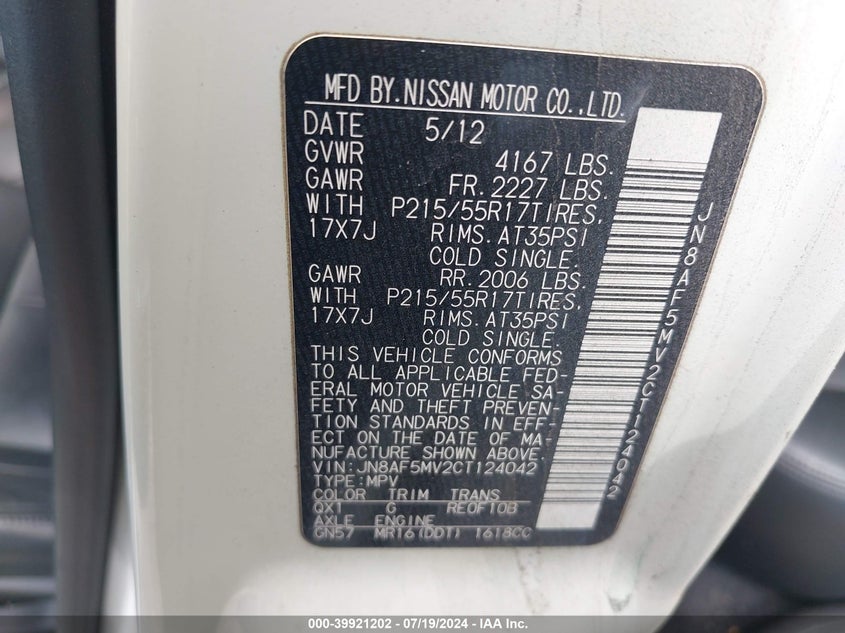 MFD BY.NISSAN MOTOR CO.,LTD.
DATE 5/12
GVWR 4167 LBS.
GAWR FR.2227 LBS.
WITH P215/55R17TIRES,
17X7J RIMS.AT35PSI
COLD SINGLE.
GAWR RR.2006 LBS.
WITH P215/55R17TIRES,
17X7J RIMS.AT35PSI
COLD SINGLE.
THIS VEHICLE CONFORMS
TO ALL APPLICABLE FED-
ERAL MOTOR VEHICLE SA-
FETY AND THEFT PREVEN-
TION STANDARDS IN EFF-
ECT ON THE DATE OF MA-
NUFACTURE SHOWN ABOVE.
VIN:JN8AF5MV2CT124042
TYPE:MPV
COLOR TRIM TRANS
QX1 G RE0F10B
AXLE ENGINE
GN57 MR16(DDT) 1618CC
JN8AF5MV2CT124042
000-39921202 - 07/19/2024 - IAA Inc.